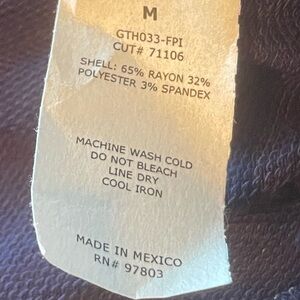 M
GTH033-FPI
CUT# 71106
SHELL: 65% RAYON 32%
POLYESTER 3% SPANDEX
MACHINE WASH COLD
DO NOT BLEACH
LINE DRY
COOL IRON
MADE IN MEXICO
RN# 97803